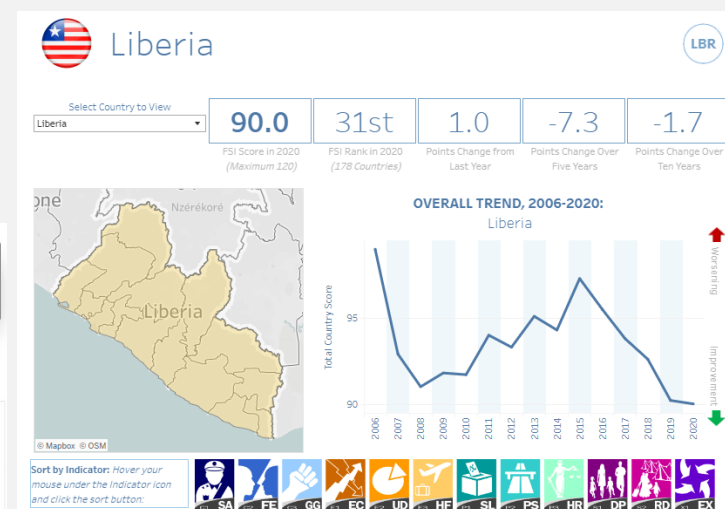 Liberia
LBR
Select Country to View
Liberia
90.0
FSI Score in 2020
(Maximum 120)
31st
FSI Rank in 2020
(178 Countries)
1.0
Points Change from
Last Year
-7.3
Points Change Over
Five Years
-1.7
Points Change Over
Ten Years
one
Nzérékoré
Liberia
© Mapbox © OSM
OVERALL TREND, 2006-2020:
Liberia
Total Country Score
95
90
2006
2007
2008
2009
2010
2011
2012
2013
2014
2015
2016
2017
2018
2019
2020
Worsening
Improvement
Sort by Indicator: Hover your
mouse under the Indicator icon
and click the sort button:
SA
FE
GG
EC
UD
HF
SL
PS
HR
DP
RD
EX